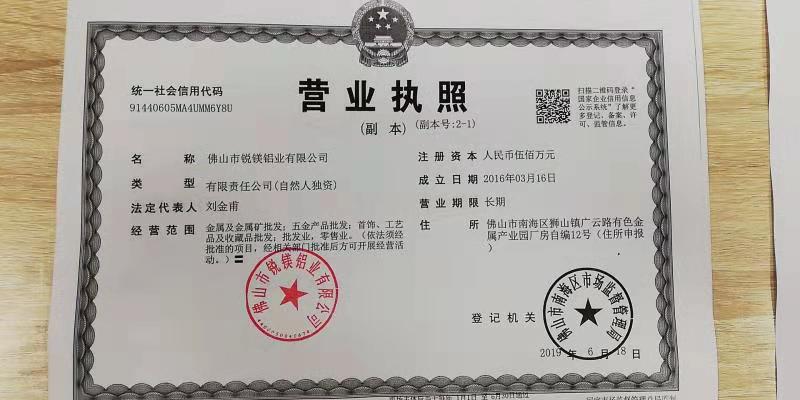 统一社会信用代码
91440605MA4UMM6Y8U
营业执照
(副 本)(副本号:2-1)
扫描二维码登录“
国家企业信用信息
公示系统”了解更
多登记、备案、许
可、监管信息。
名称 佛山市锐镁铝业有限公司
类型 有限责任公司(自然人独资)
法定代表人 刘金甫
经营范围 金属及金属矿批发；五金产品批发；首饰、工艺
品及收藏品批发；批发业，零售业。（依法须经
批准的项目，经相关部门批准后方可开展经营活
动。）
注册资本 人民币伍佰万元
成立日期 2016年03月16日
营业期限 长期
住所 佛山市南海区狮山镇广云路有色金
属产业园厂房自编12号（住所申报
）
佛山市锐镁铝业有限公司
登记机关
佛山市南海区市场监督管理局
2019 年 6 月 18 日